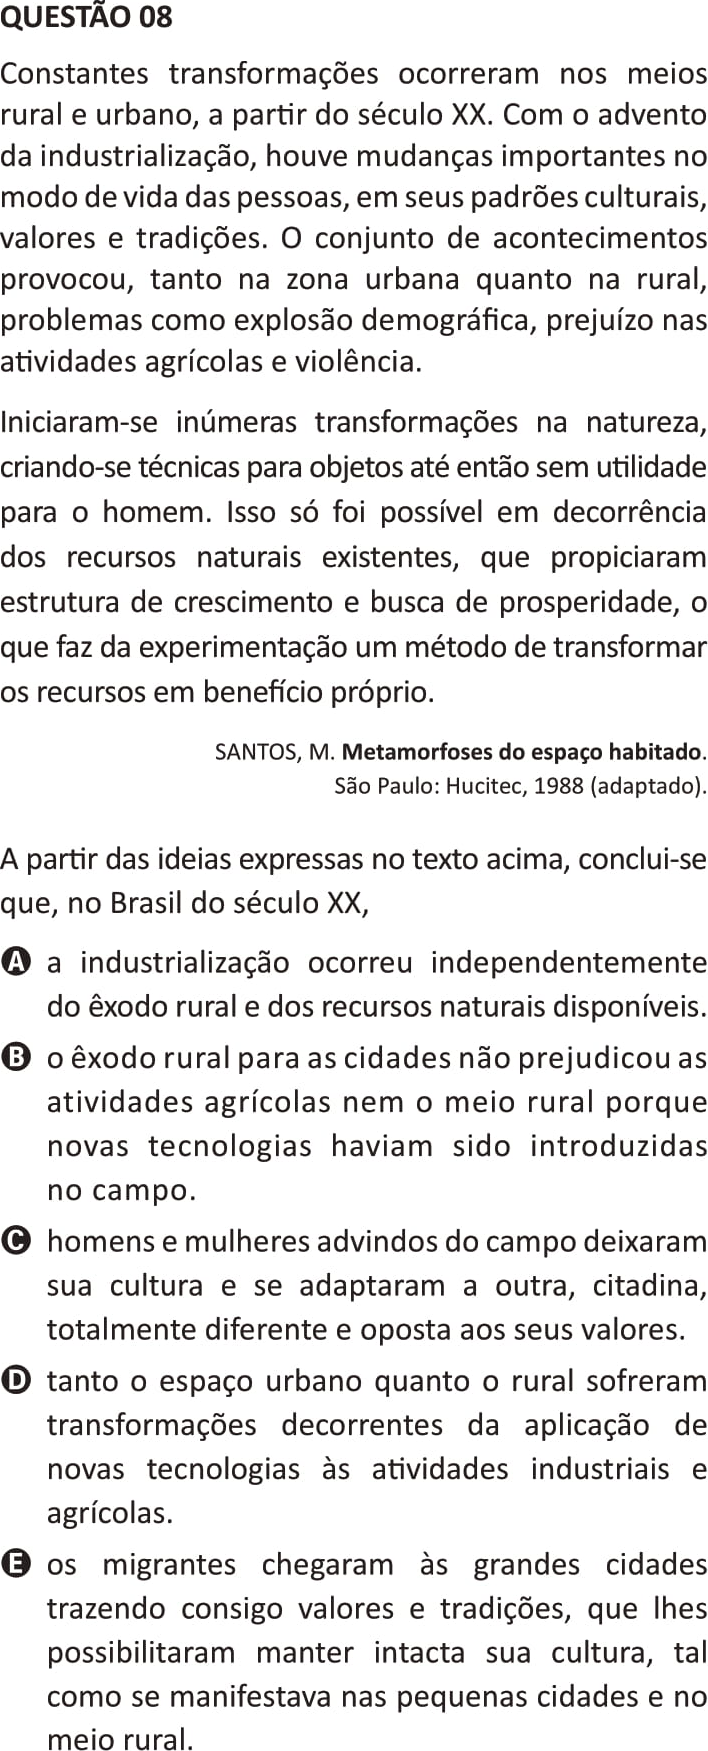 QUESTÃO 08
Constantes transformações ocorreram nos meios
rural e urbano, a partir do século XX. Com o advento
da industrialização, houve mudanças importantes no
modo de vida das pessoas, em seus padrões culturais,
valores e tradições. O conjunto de acontecimentos
provocou, tanto na zona urbana quanto na rural,
problemas como explosão demográfica, prejuízo nas
atividades agrícolas e violência.
Iniciaram-se inúmeras transformações na natureza,
criando-se técnicas para objetos até então sem utilidade
para o homem. Isso só foi possível em decorrência
dos recursos naturais existentes, que propiciaram
estrutura de crescimento e busca de prosperidade, o
que faz da experimentação um método de transformar
os recursos em benefício próprio.
SANTOS, M. Metamorfoses do espaço habitado.
São Paulo: Hucitec, 1988 (adaptado).
A partir das ideias expressas no texto acima, conclui-se
que, no Brasil do século XX,
A a industrialização ocorreu independentemente
do êxodo rural e dos recursos naturais disponíveis.
B o êxodo rural para as cidades não prejudicou as
atividades agrícolas nem o meio rural porque
novas tecnologias haviam sido introduzidas
no campo.
C homens e mulheres advindos do campo deixaram
sua cultura e se adaptaram a outra, citadina,
totalmente diferente e oposta aos seus valores.
D tanto o espaço urbano quanto o rural sofreram
transformações decorrentes da aplicação de
novas tecnologias às atividades industriais e
agrícolas.
E os migrantes chegaram às grandes cidades
trazendo consigo valores e tradições, que lhes
possibilitaram manter intacta sua cultura, tal
como se manifestava nas pequenas cidades e no
meio rural.